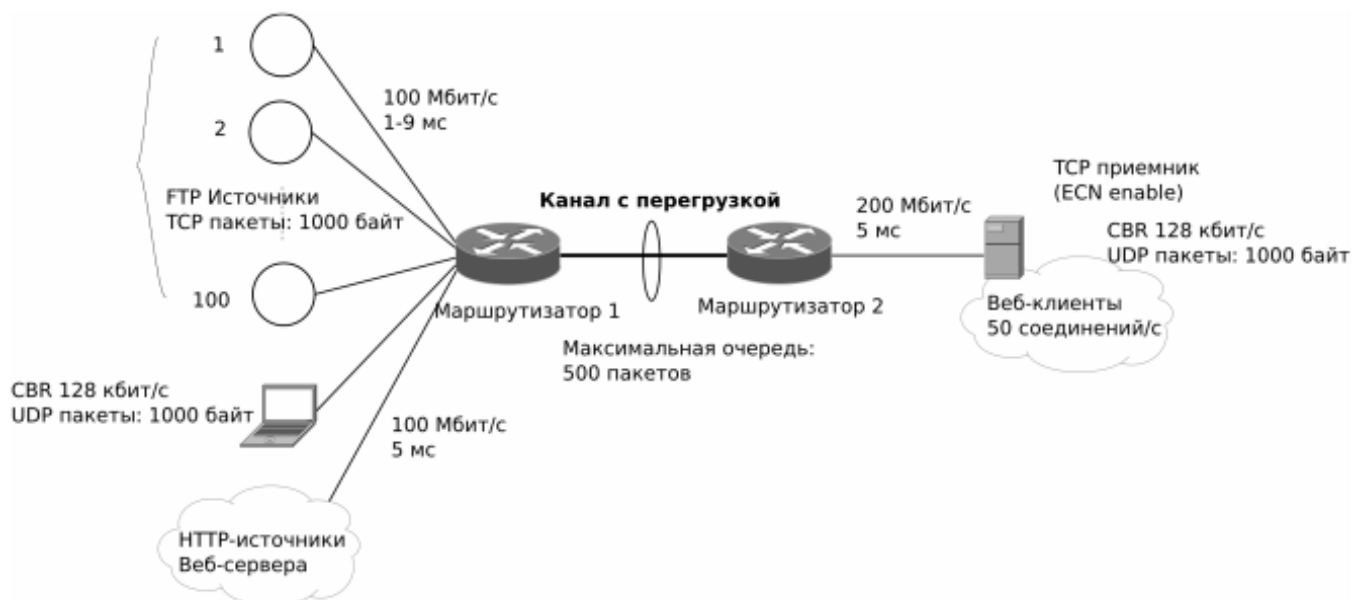 1
100 Мбит/с
1-9 мс
2
FTP Источники
TCP пакеты: 1000 байт
100
Канал с перегрузкой
TCP приемник
(ECN enable)
200 Мбит/с
5 мс
CBR 128 кбит/с
UDP пакеты: 1000 байт
Маршрутизатор 1
Маршрутизатор 2
Веб-клиенты
50 соединений/с
Максимальная очередь:
500 пакетов
CBR 128 кбит/с
UDP пакеты: 1000 байт
100 Мбит/с
5 мс
HTTP-источники
Веб-сервера